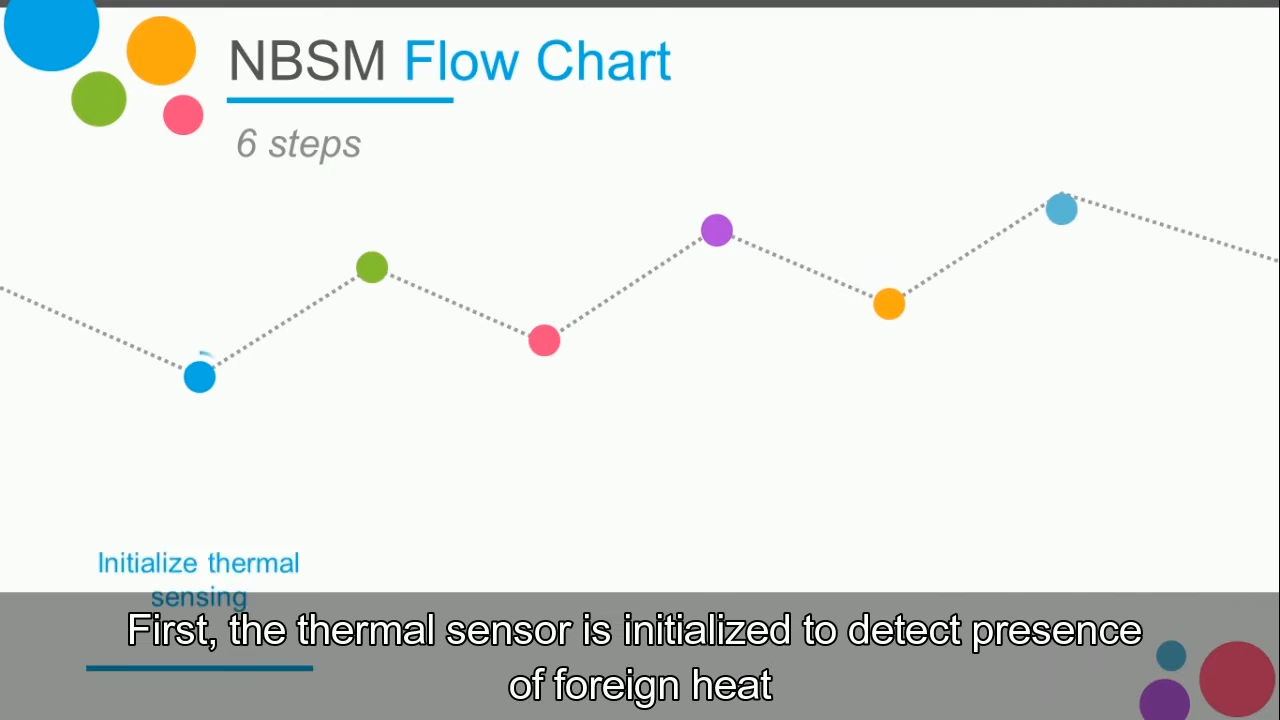 NBSM Flow Chart
6 steps
Initialize thermal
sensing
First, the thermal sensor is initialized to detect presence
of foreign heat